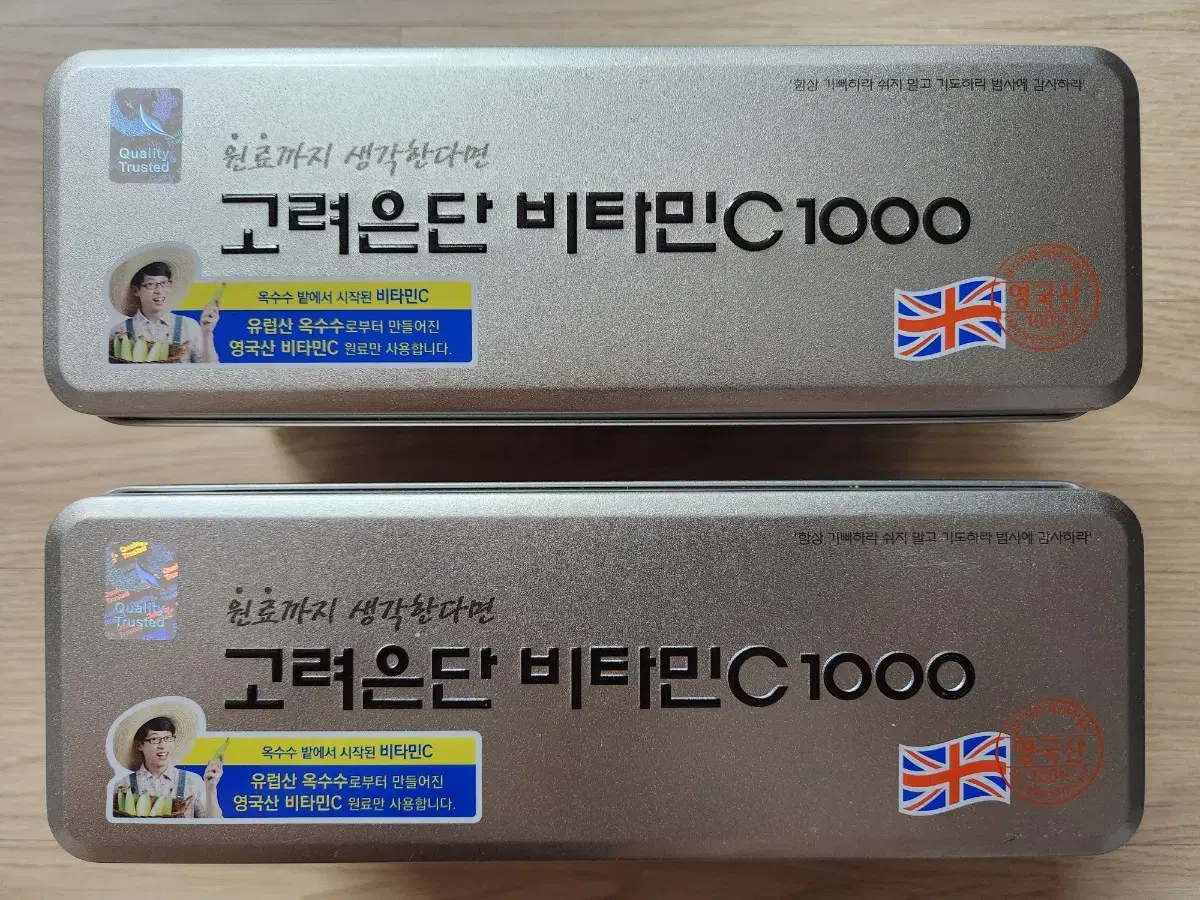 '항상 기뻐하라 쉬지 말고 기도하라 범사에 감사하라'
Quality
Trusted
원료까지 생각한다면
고려은단 비타민C 1000
옥수수 밭에서 시작된 비타민C
유럽산 옥수수로부터 만들어진
영국산 비타민C 원료만 사용합니다.
영국산
100%
'항상 기뻐하라 쉬지 말고 기도하라 범사에 감사하라'
Quality
Trusted
Quality
Trusted
원료까지 생각한다면
고려은단 비타민C 1000
옥수수 밭에서 시작된 비타민C
유럽산 옥수수로부터 만들어진
영국산 비타민C 원료만 사용합니다.
영국산
100%